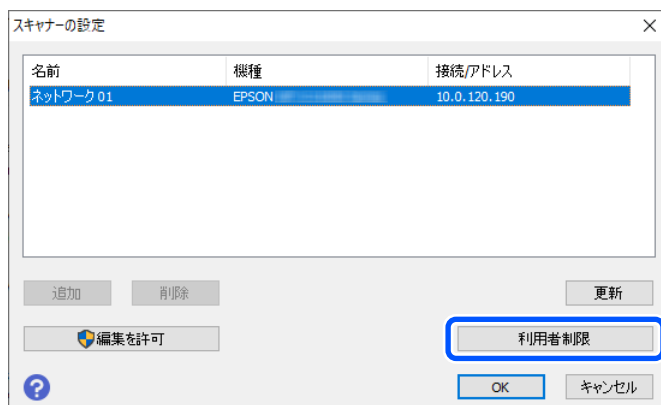 スキャナーの設定
名前 機種 接続/アドレス
ネットワーク01 EPSON 10.0.120.190
追加 削除 更新
編集を許可 利用者制限
OK キャンセル